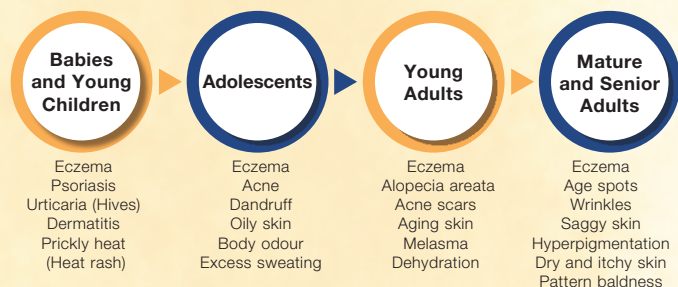 Babies
and Young
Children
Eczema
Psoriasis
Urticaria (Hives)
Dermatitis
Prickly heat
(Heat rash)
Adolescents
Eczema
Acne
Dandruff
Oily skin
Body odour
Excess sweating
Young
Adults
Eczema
Alopecia areata
Acne scars
Aging skin
Melasma
Dehydration
Mature
and Senior
Adults
Eczema
Age spots
Wrinkles
Saggy skin
Hyperpigmentation
Dry and itchy skin
Pattern baldness